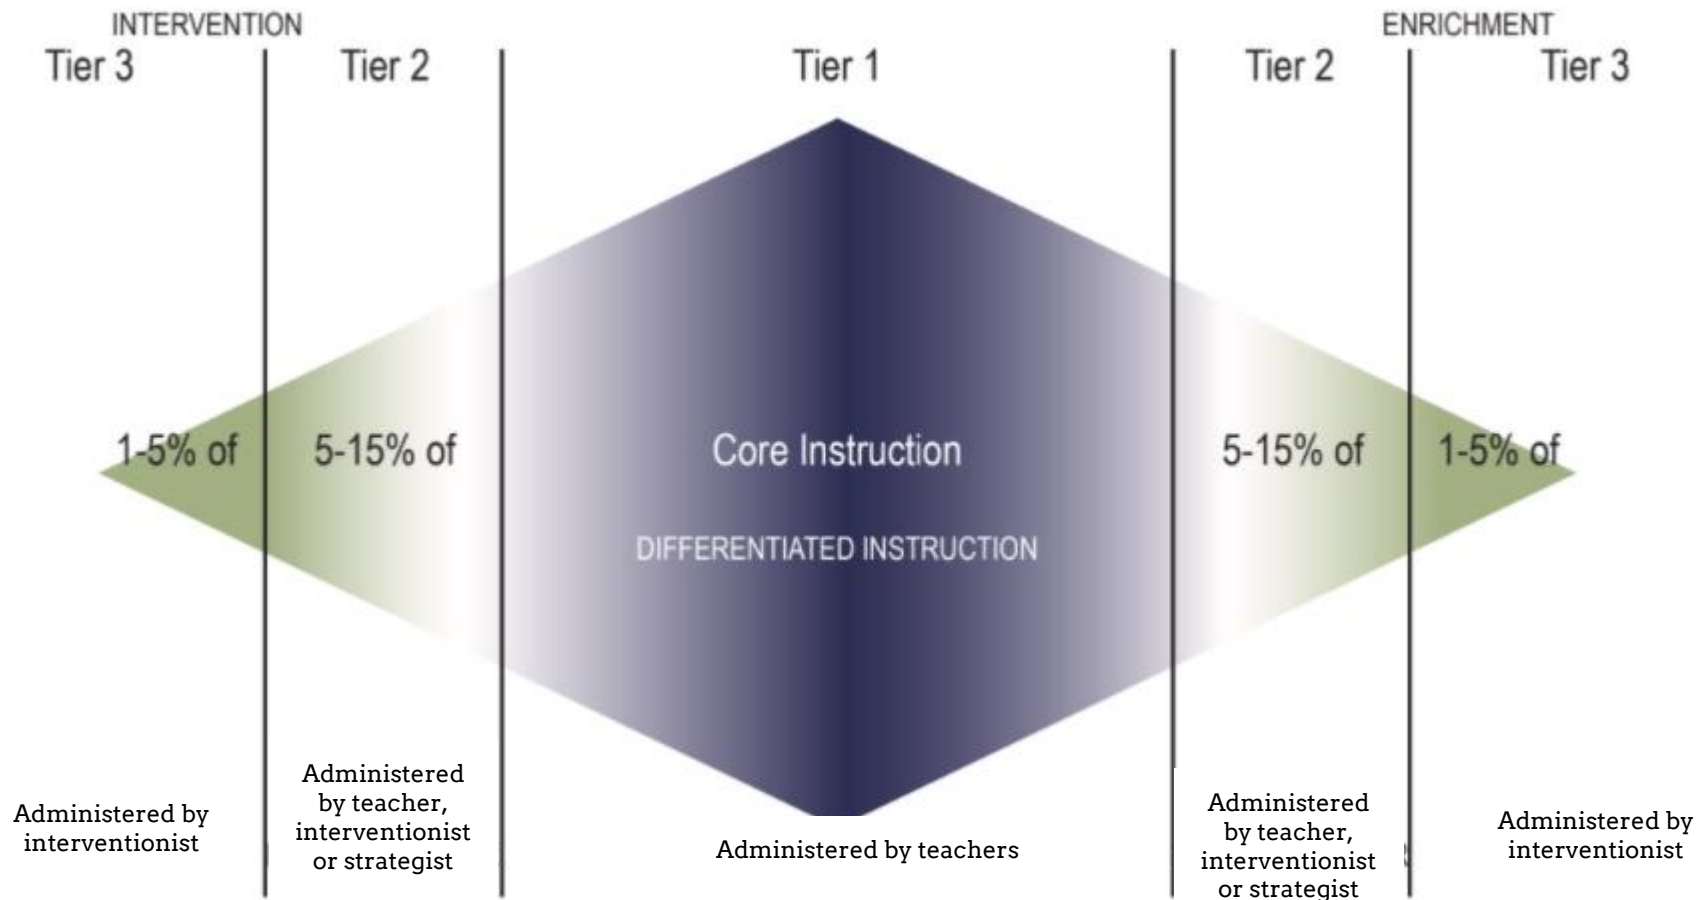 INTERVENTION
ENRICHMENT
Tier 3
Tier 2
Tier 1
Tier 2
Tier 3
1-5% of
5-15% of
Core Instruction
5-15% of
1-5% of
DIFFERENTIATED INSTRUCTION
Administered by
interventionist
Administered
by teacher,
interventionist
or strategist
Administered by teachers
Administered
by teacher,
interventionist
or strategist
Administered by
interventionist